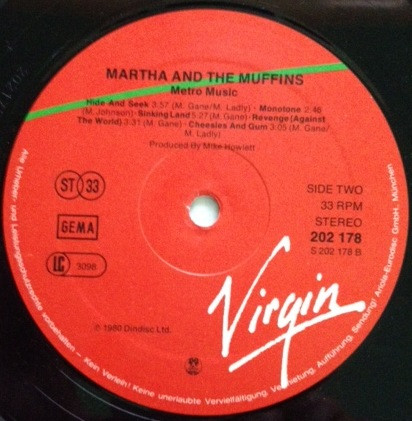 MARTHA AND THE MUFFINS
Metro Music
Hide And Seek 3:57 (M. Gane/M. Ladly) · Monotone 2:46
(M. Johnson) · Sinking Land 5:27 (M. Gane) · Revenge (Against
The World) 3:31 (M. Gane) · Cheesies And Gum 3:05 (M. Gane/
M. Ladly)
Produced By Mike Howlett
ST 33
GEMA
LC 3098
SIDE TWO
33 RPM
STEREO
202 178
S 202 178 B
Virgin
℗ 1980 Dindisc Ltd.
Alle Urheber- und Leistungsschutzrechte vorbehalten – Kein Verleih! Keine unerlaubte Vervielfältigung, Vermietung, Aufführung, Sendung! Ariola-Eurodisc GmbH, München